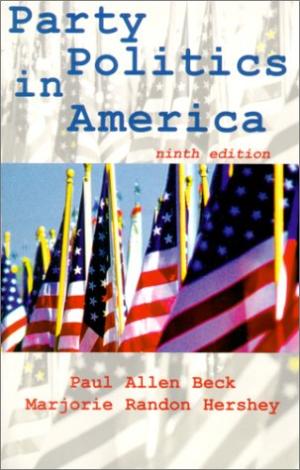 Party
Politics
in
America
ninth edition
Paul Allen Beck
Marjorie Randon Hershey